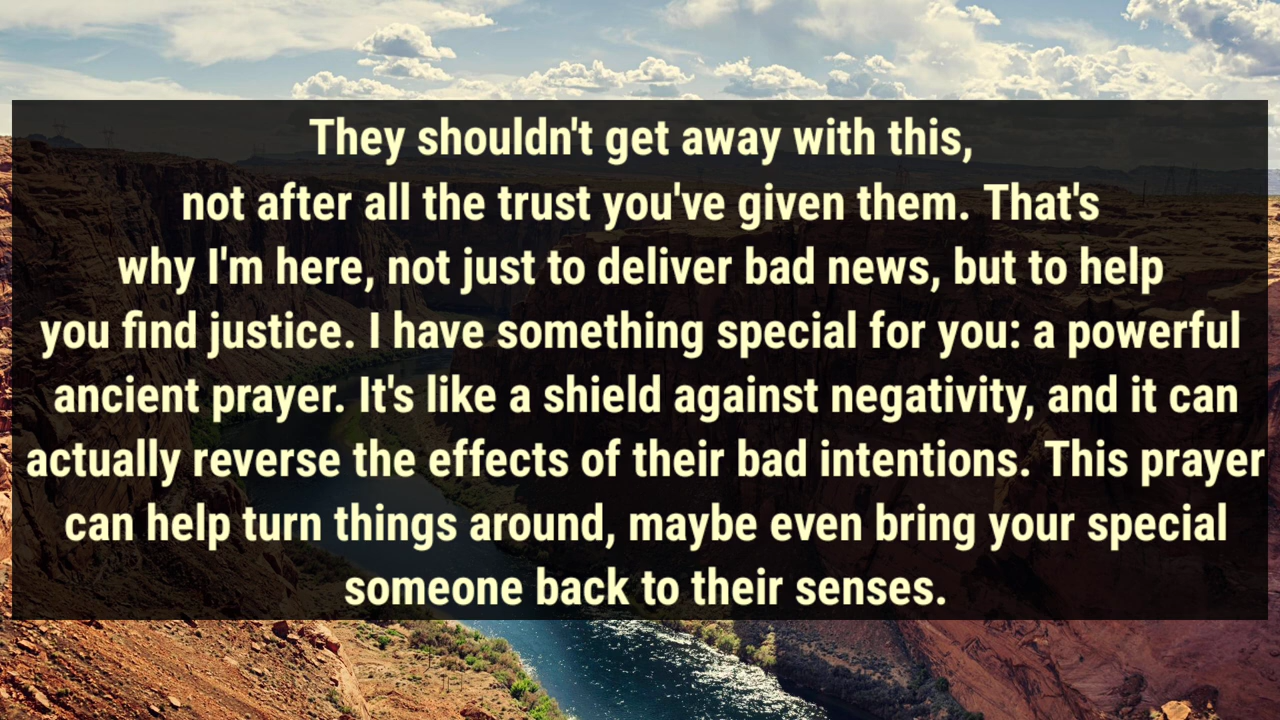 They shouldn't get away with this,
not after all the trust you've given them. That's
why I'm here, not just to deliver bad news, but to help
you find justice. I have something special for you: a powerful
ancient prayer. It's like a shield against negativity, and it can
actually reverse the effects of their bad intentions. This prayer
can help turn things around, maybe even bring your special
someone back to their senses.